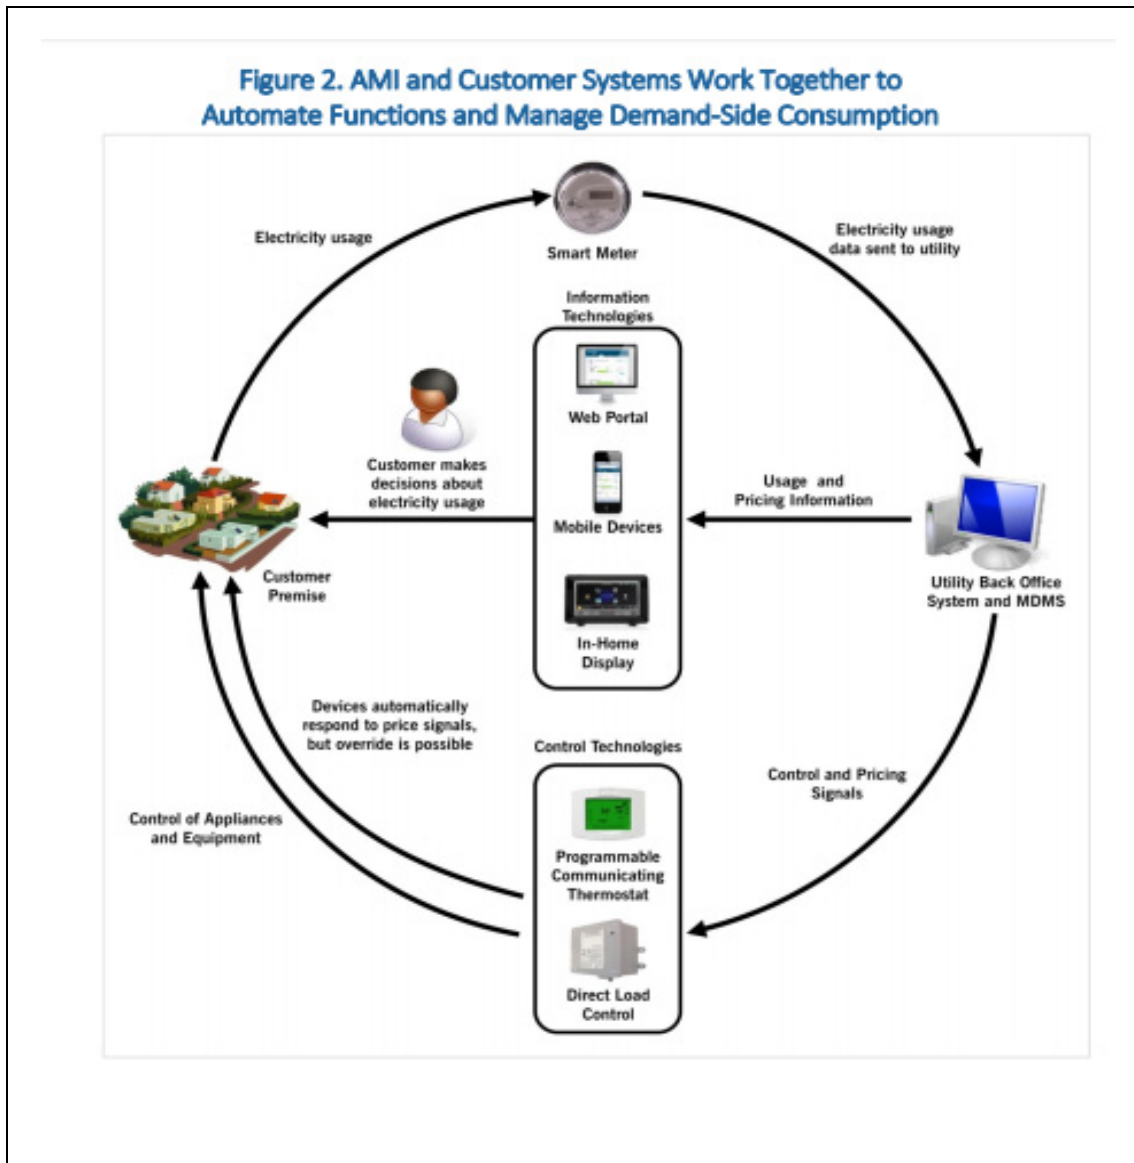 Figure 2. AMI and Customer Systems Work Together to
Automate Functions and Manage Demand-Side Consumption
Electricity usage
Smart Meter
Electricity usage
data sent to utility
Information
Technologies
Web Portal
Customer makes
decisions about
electricity usage
Mobile Devices
Usage and
Pricing Information
Customer
Premise
In-Home
Display
Utility Back Office
System and MDMS
Devices automatically
respond to price signals,
but override is possible
Control Technologies
Control and Pricing
Signals
Control of Appliances
and Equipment
Programmable
Communicating
Thermostat
Direct Load
Control